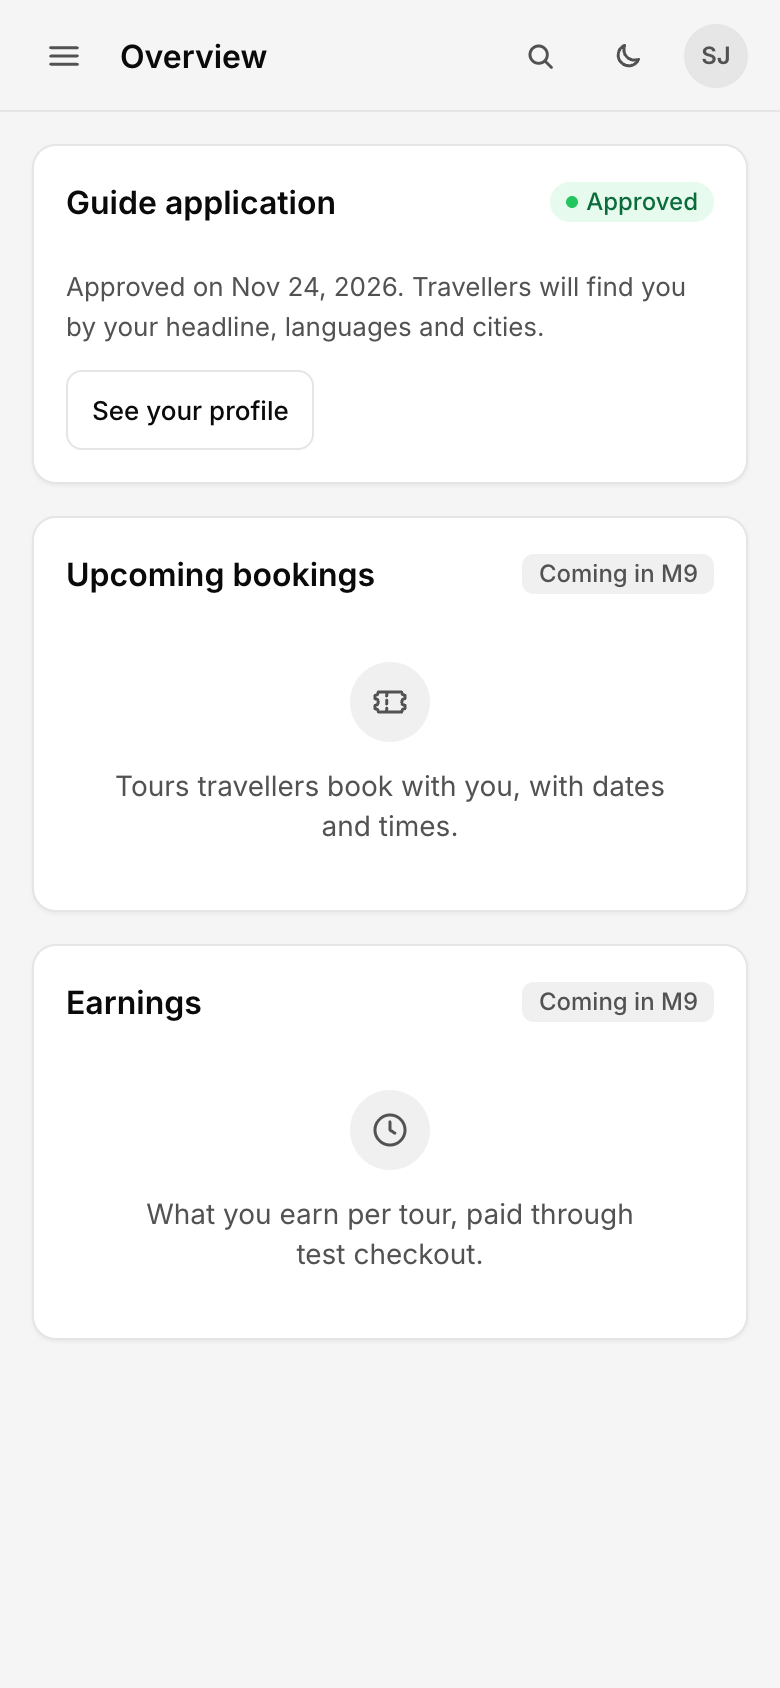 Overview
SJ
Guide application
Approved
Approved on Nov 24, 2026. Travellers will find you
by your headline, languages and cities.
See your profile
Upcoming bookings
Coming in M9
Tours travellers book with you, with dates
and times.
Earnings
Coming in M9
What you earn per tour, paid through
test checkout.